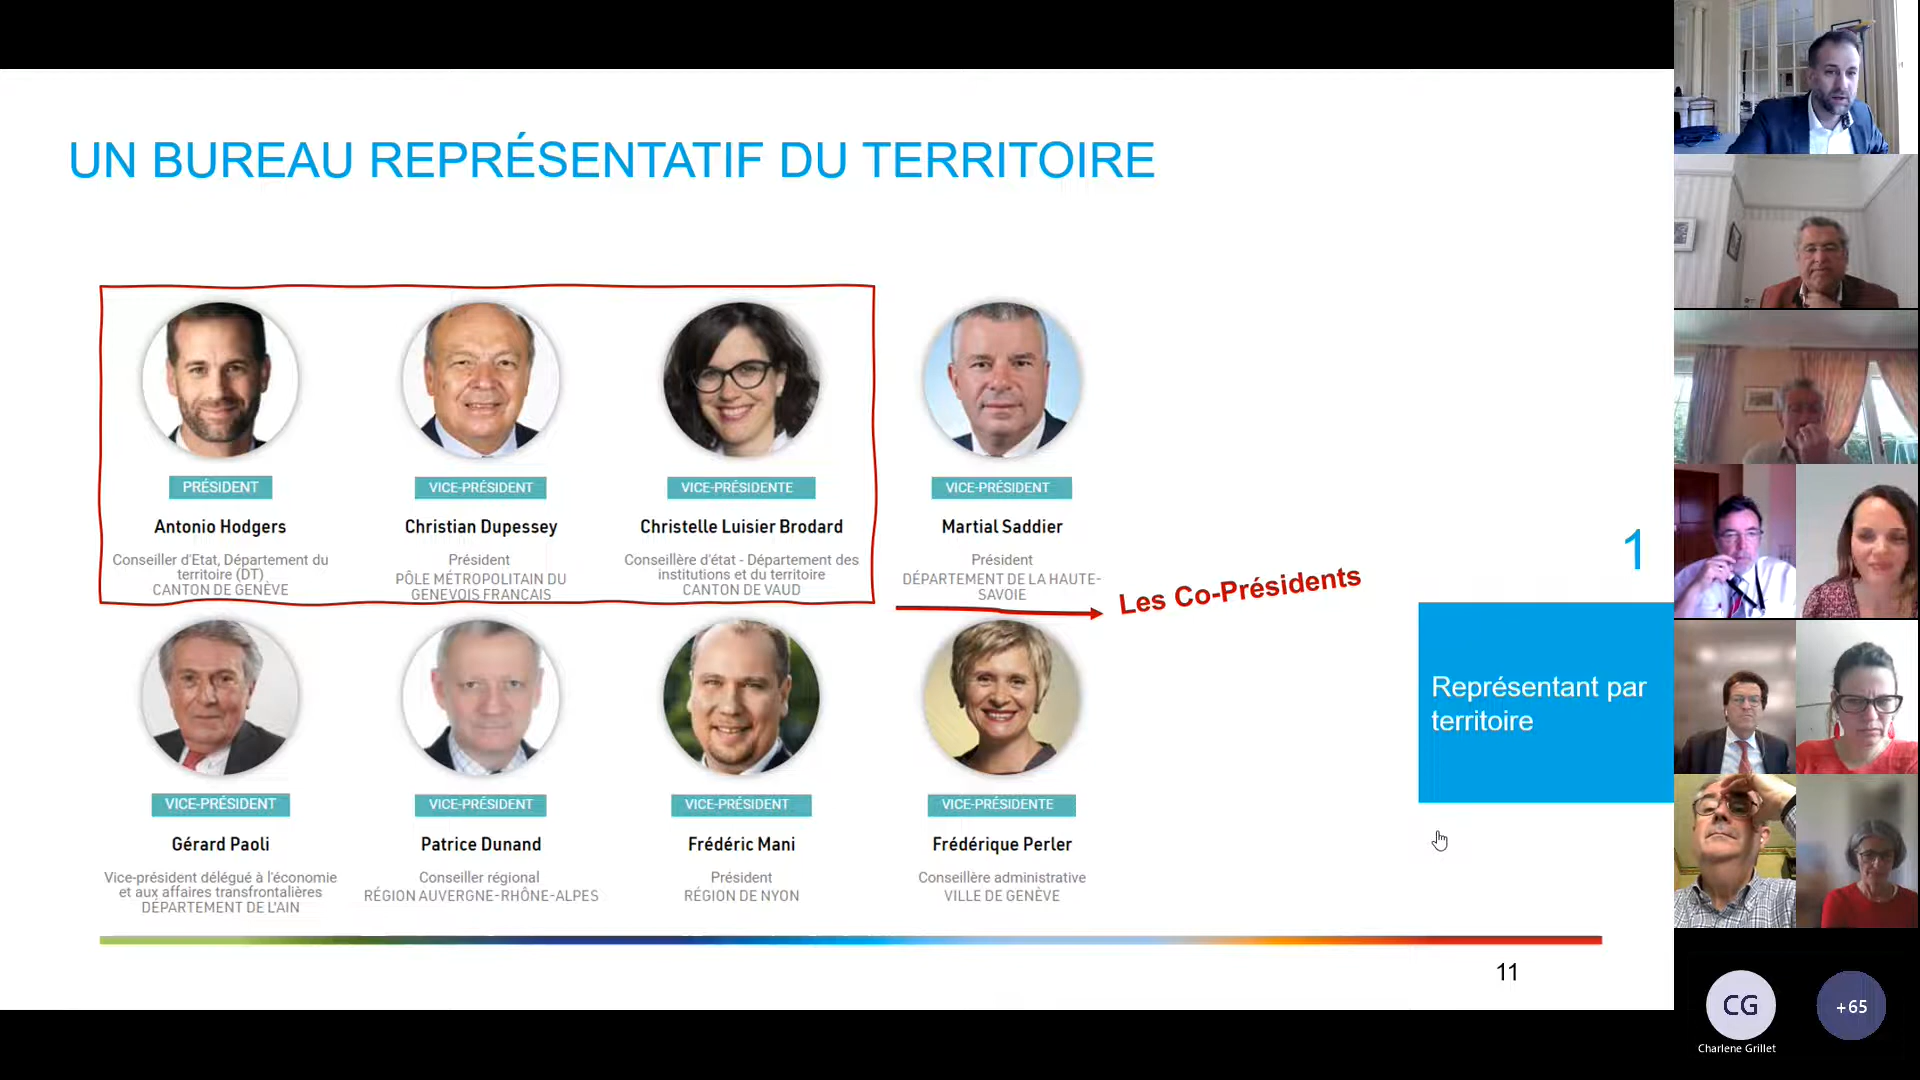 UN BUREAU REPRÉSENTATIF DU TERRITOIRE
PRÉSIDENT
Antonio Hodgers
Conseiller d'Etat, Département du
territoire (DT)
CANTON DE GENÈVE
VICE-PRÉSIDENT
Christian Dupessey
Président
PÔLE MÉTROPOLITAIN DU
GENEVOIS FRANCAIS
VICE-PRÉSIDENTE
Christelle Luisier Brodard
Conseillère d'état - Département des
institutions et du territoire
CANTON DE VAUD
VICE-PRÉSIDENT
Martial Saddier
Président
DÉPARTEMENT DE LA HAUTE-
SAVOIE
Les Co-Présidents
VICE-PRÉSIDENT
Gérard Paoli
Vice-président délégué à l'économie
et aux affaires transfrontalières
DÉPARTEMENT DE L'AIN
VICE-PRÉSIDENT
Patrice Dunand
Conseiller régional
RÉGION AUVERGNE-RHÔNE-ALPES
VICE-PRÉSIDENT
Frédéric Mani
Président
RÉGION DE NYON
VICE-PRÉSIDENTE
Frédérique Perler
Conseillère administrative
VILLE DE GENÈVE
1
Représentant par
territoire
11
CG
+65
Charlene Grillet